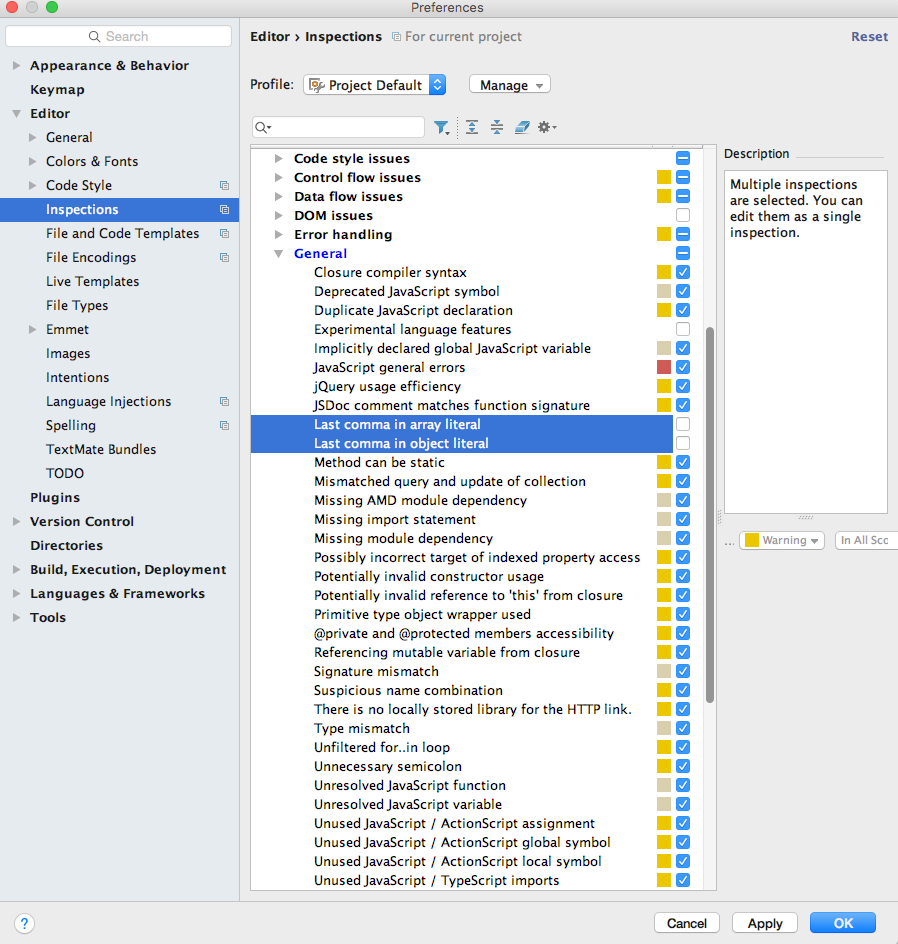 Preferences
Search
Appearance & Behavior
Keymap
Editor
General
Colors & Fonts
Code Style
Inspections
File and Code Templates
File Encodings
Live Templates
File Types
Emmet
Images
Intentions
Language Injections
Spelling
TextMate Bundles
TODO
Plugins
Version Control
Directories
Build, Execution, Deployment
Languages & Frameworks
Tools
Editor › Inspections For current project Reset
Profile: Project Default Manage
Code style issues
Control flow issues
Data flow issues
DOM issues
Error handling
General
Closure compiler syntax
Deprecated JavaScript symbol
Duplicate JavaScript declaration
Experimental language features
Implicitly declared global JavaScript variable
JavaScript general errors
jQuery usage efficiency
JSDoc comment matches function signature
Last comma in array literal
Last comma in object literal
Method can be static
Mismatched query and update of collection
Missing AMD module dependency
Missing import statement
Missing module dependency
Possibly incorrect target of indexed property access
Potentially invalid constructor usage
Potentially invalid reference to 'this' from closure
Primitive type object wrapper used
@private and @protected members accessibility
Referencing mutable variable from closure
Signature mismatch
Suspicious name combination
There is no locally stored library for the HTTP link.
Type mismatch
Unfiltered for..in loop
Unnecessary semicolon
Unresolved JavaScript function
Unresolved JavaScript variable
Unused JavaScript / ActionScript assignment
Unused JavaScript / ActionScript global symbol
Unused JavaScript / ActionScript local symbol
Unused JavaScript / TypeScript imports
Description
Multiple inspections
are selected. You can
edit them as a single
inspection.
... Warning In All Sco
? Cancel Apply OK